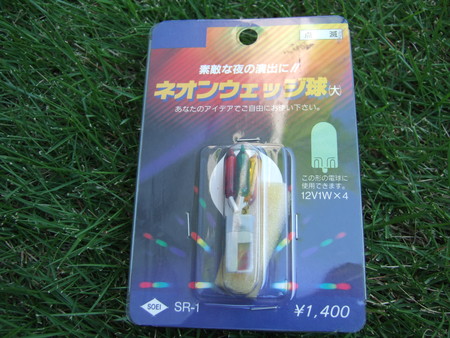 点滅
素敵な夜の演出に!!
ネオンウェッジ球(大)
あなたのアイデアでご自由にお使い下さい。
この形の電球に
使用できます。
12V1W×4
SOEI
SR-1
¥1,400